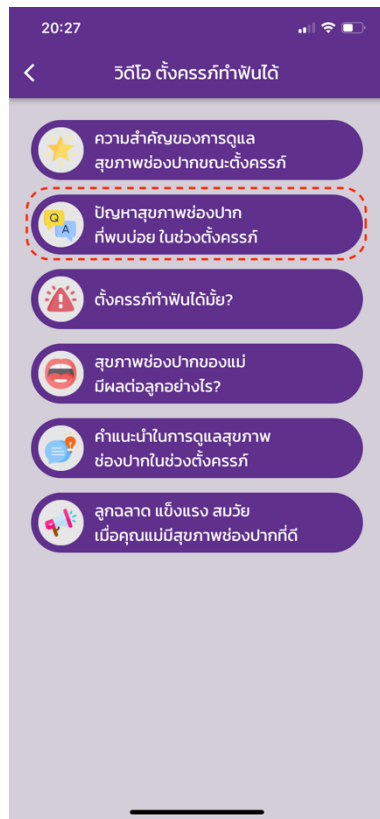 20:27
วิดีโอ ตั้งครรภ์ทำฟันได้
ความสำคัญของการดูแล
สุขภาพช่องปากขณะตั้งครรภ์
Q
A
ปัญหาสุขภาพช่องปาก
ที่พบบ่อย ในช่วงตั้งครรภ์
ตั้งครรภ์ทำฟันได้มั้ย?
สุขภาพช่องปากของแม่
มีผลต่อลูกอย่างไร?
คำแนะนำในการดูแลสุขภาพ
ช่องปากในช่วงตั้งครรภ์
ลูกฉลาด แข็งแรง สมวัย
เมื่อคุณแม่มีสุขภาพช่องปากที่ดี